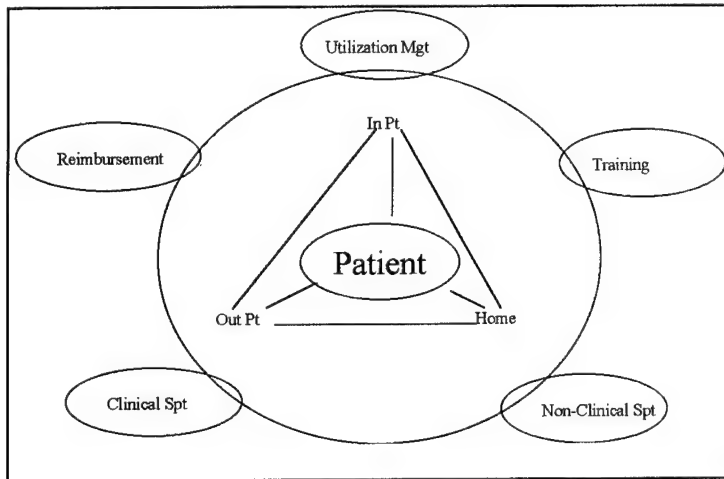 Utilization Mgt
In Pt
Reimbursement
Training
Patient
Out Pt
Home
Clinical Spt
Non-Clinical Spt